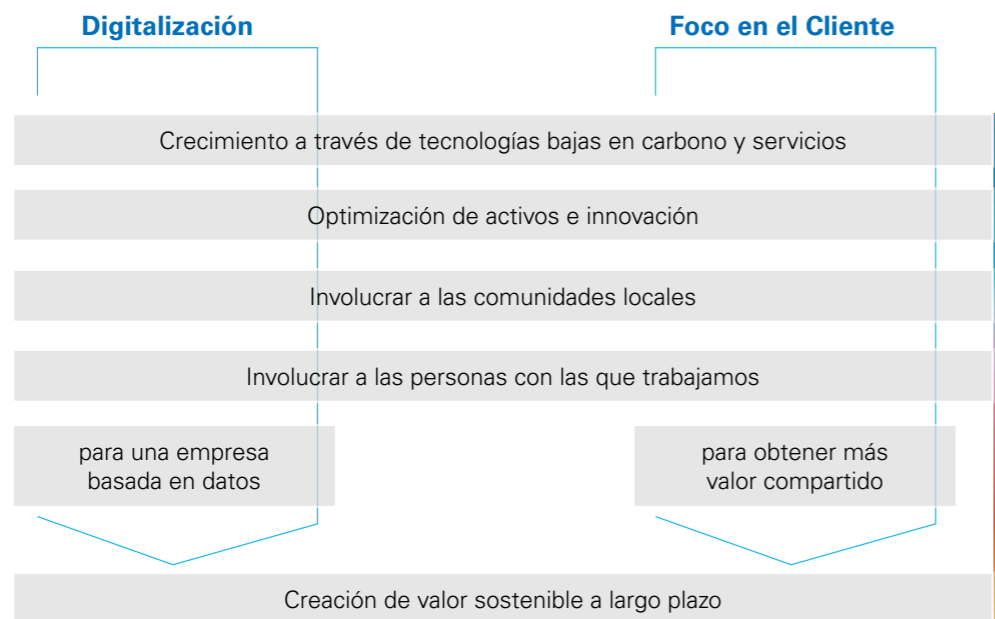 Digitalización
Foco en el Cliente
Crecimiento a través de tecnologías bajas en carbono y servicios
Optimización de activos e innovación
Involucrar a las comunidades locales
Involucrar a las personas con las que trabajamos
para una empresa
basada en datos
para obtener más
valor compartido
Creación de valor sostenible a largo plazo